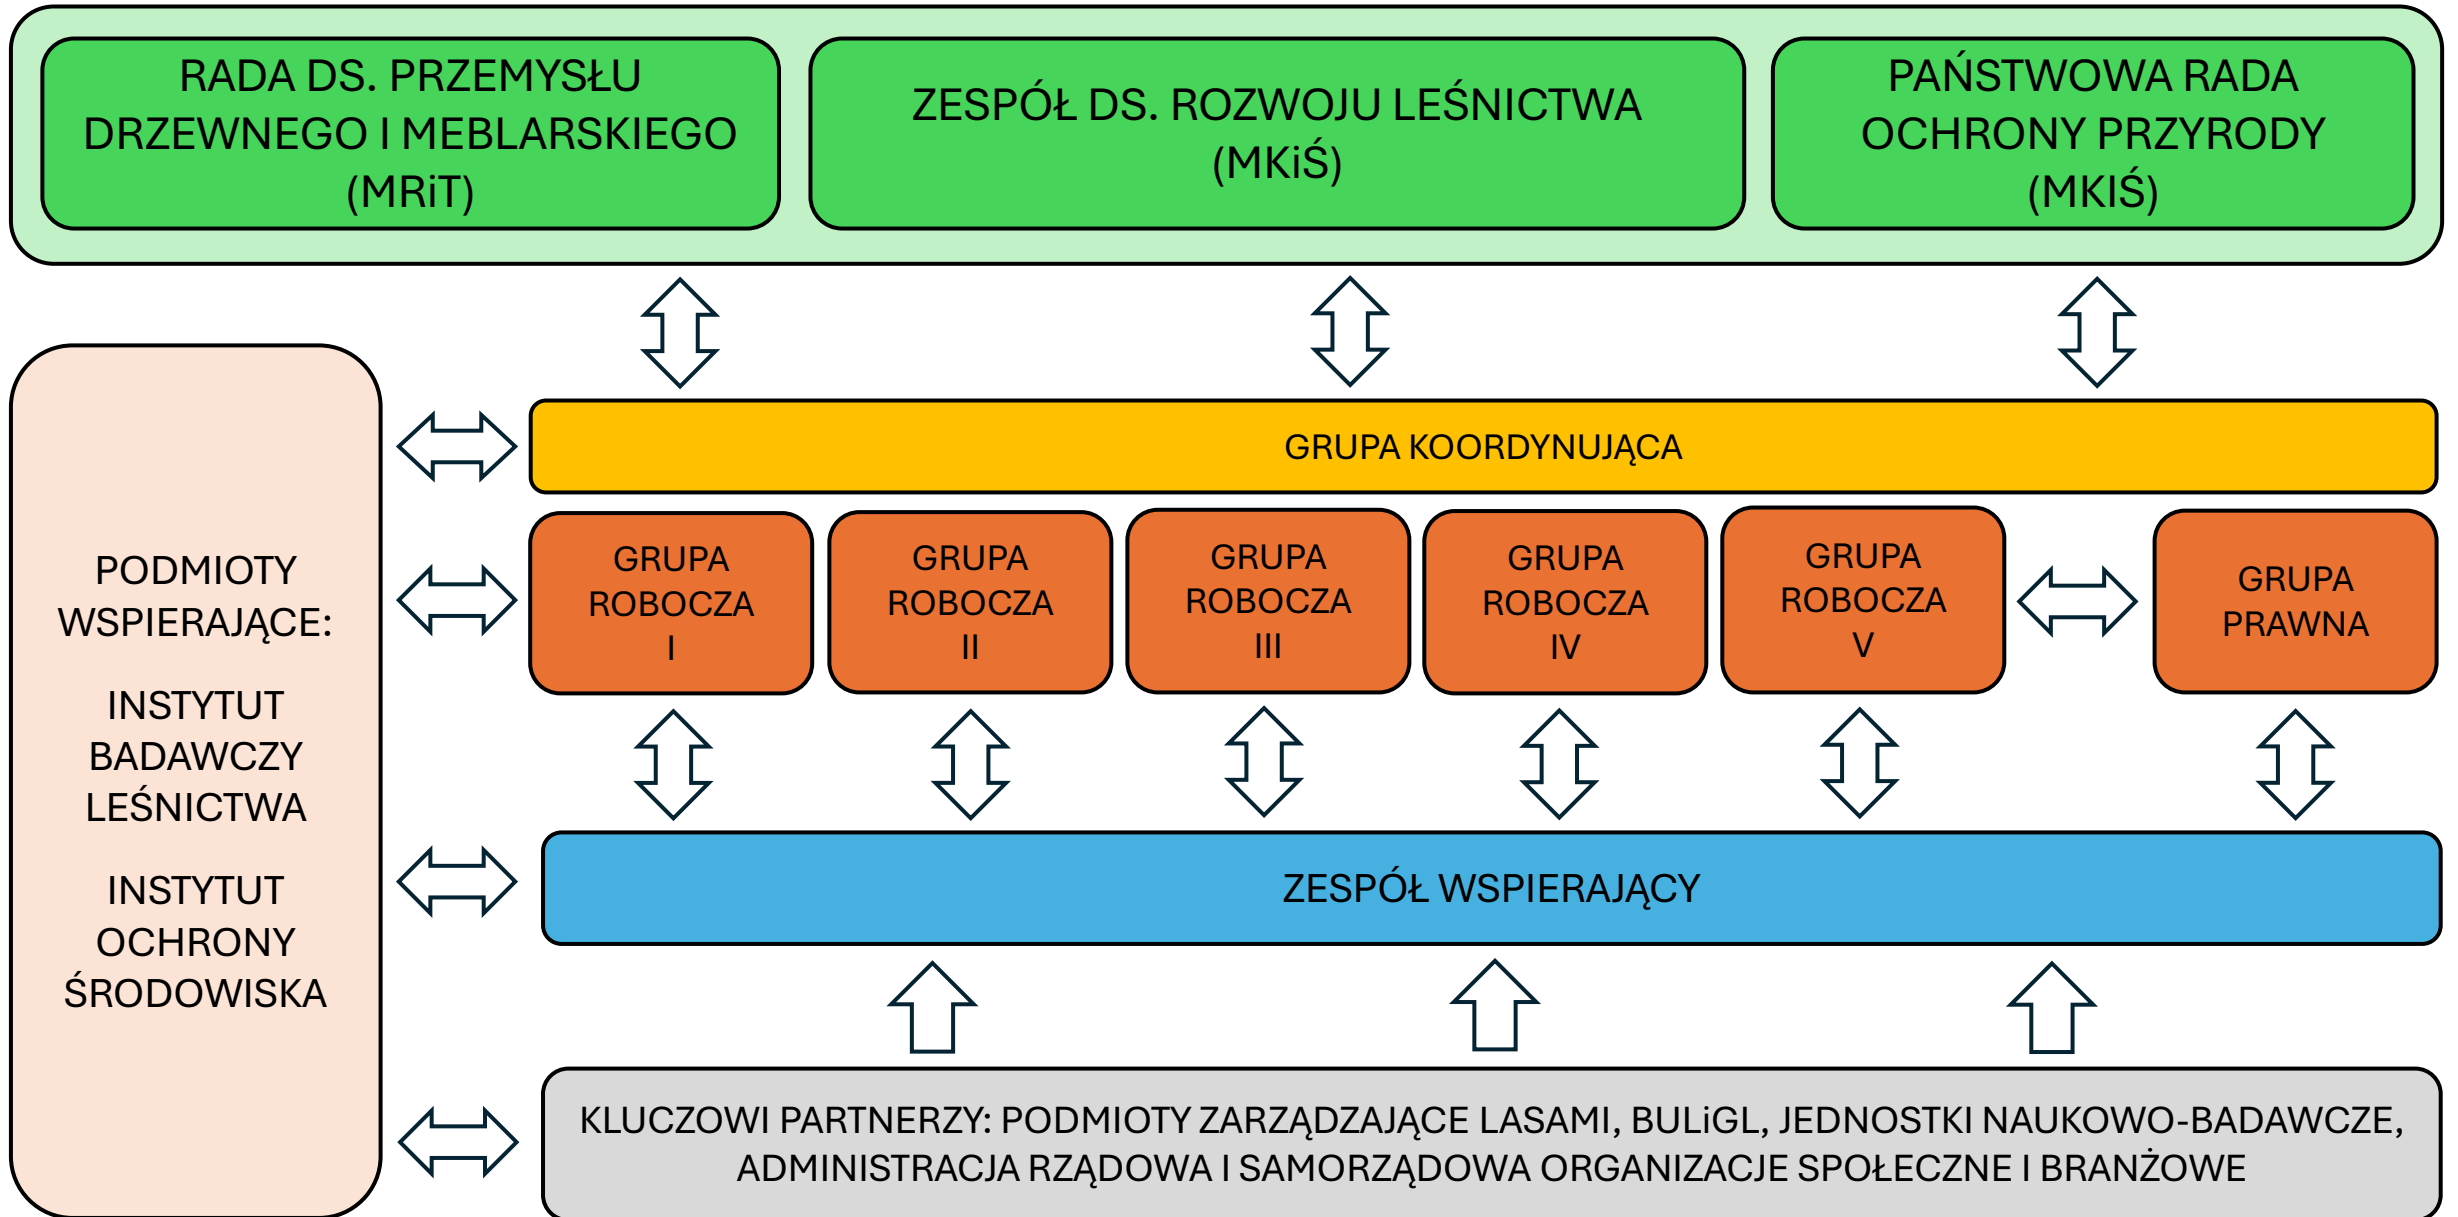 RADA DS. PRZEMYSŁU
DRZEWNEGO I MEBLARSKIEGO
(MRiT)
ZESPÓŁ DS. ROZWOJU LEŚNICTWA
(MKiŚ)
PAŃSTWOWA RADA
OCHRONY PRZYRODY
(MKIŚ)
PODMIOTY
WSPIERAJĄCE:
INSTYTUT
BADAWCZY
LEŚNICTWA
INSTYTUT
OCHRONY
ŚRODOWISKA
GRUPA KOORDYNUJĄCA
GRUPA
ROBOCZA
I
GRUPA
ROBOCZA
II
GRUPA
ROBOCZA
III
GRUPA
ROBOCZA
IV
GRUPA
ROBOCZA
V
GRUPA
PRAWNA
ZESPÓŁ WSPIERAJĄCY
KLUCZOWI PARTNERZY: PODMIOTY ZARZĄDZAJĄCE LASAMI, BULiGL, JEDNOSTKI NAUKOWO-BADAWCZE,
ADMINISTRACJA RZĄDOWA I SAMORZĄDOWA ORGANIZACJE SPOŁECZNE I BRANŻOWE